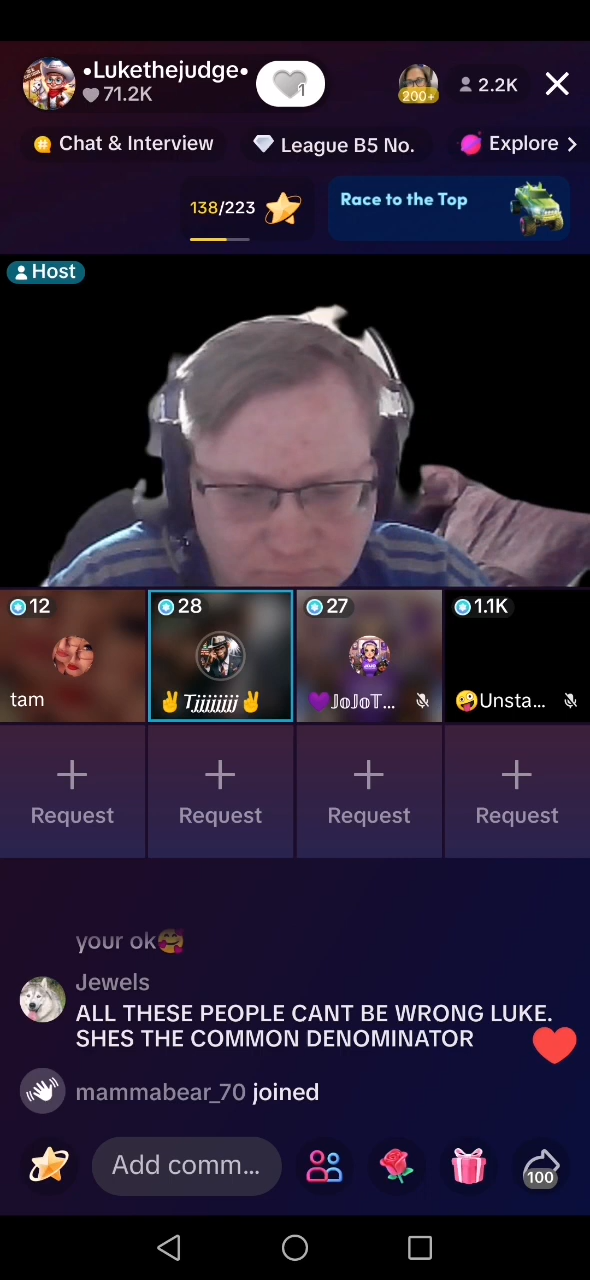 •Lukethejudge•
71.2K
1
200+
2.2K
Chat & Interview
League B5 No.
Explore
138/223
Race to the Top
Host
12
28
27
1.1K
tam
✌️Tjjjjjjjj✌️
💜𝕁𝕠𝕁𝕠𝕋...
🤪Unsta...
Request
Request
Request
Request
your ok🥰
Jewels
ALL THESE PEOPLE CANT BE WRONG LUKE.
SHES THE COMMON DENOMINATOR
mammabear_70 joined
Add comm...
100